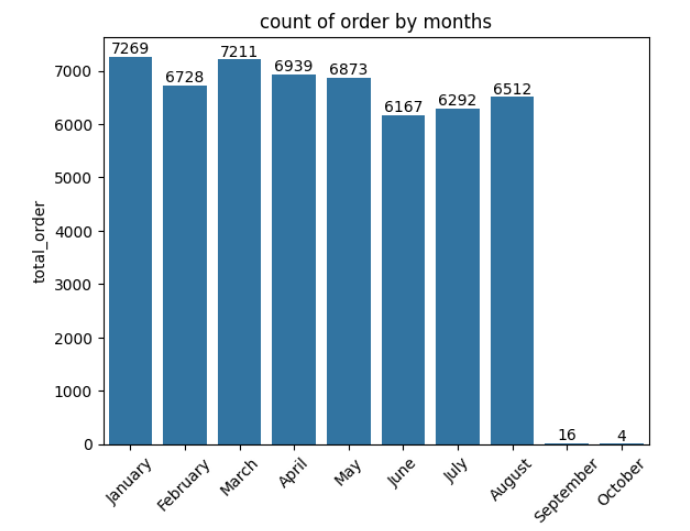 count of order by months
total_order
7000
6000
5000
4000
3000
2000
1000
0
7269
6728
7211
6939
6873
6167
6292
6512
16
4
January
February
March
April
May
June
July
August
September
October